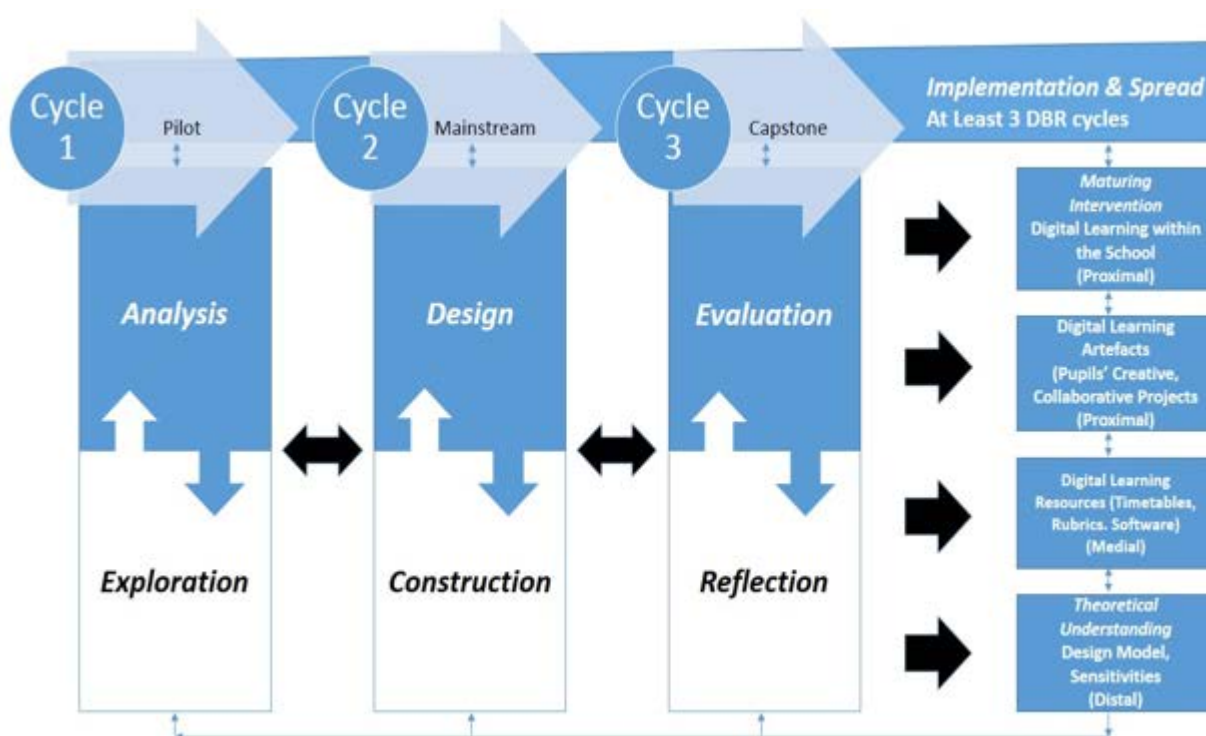 Cycle
1
Pilot
Cycle
2
Mainstream
Cycle
3
Capstone
Implementation & Spread
At Least 3 DBR cycles
Analysis
Exploration
Design
Construction
Evaluation
Reflection
Maturing
Intervention
Digital Learning within
the School
(Proximal)
Digital Learning
Artefacts
(Pupils' Creative,
Collaborative Projects
(Proximal)
Digital Learning
Resources (Timetables,
Rubrics. Software)
(Medial)
Theoretical
Understanding
Design Model,
Sensitivities
(Distal)